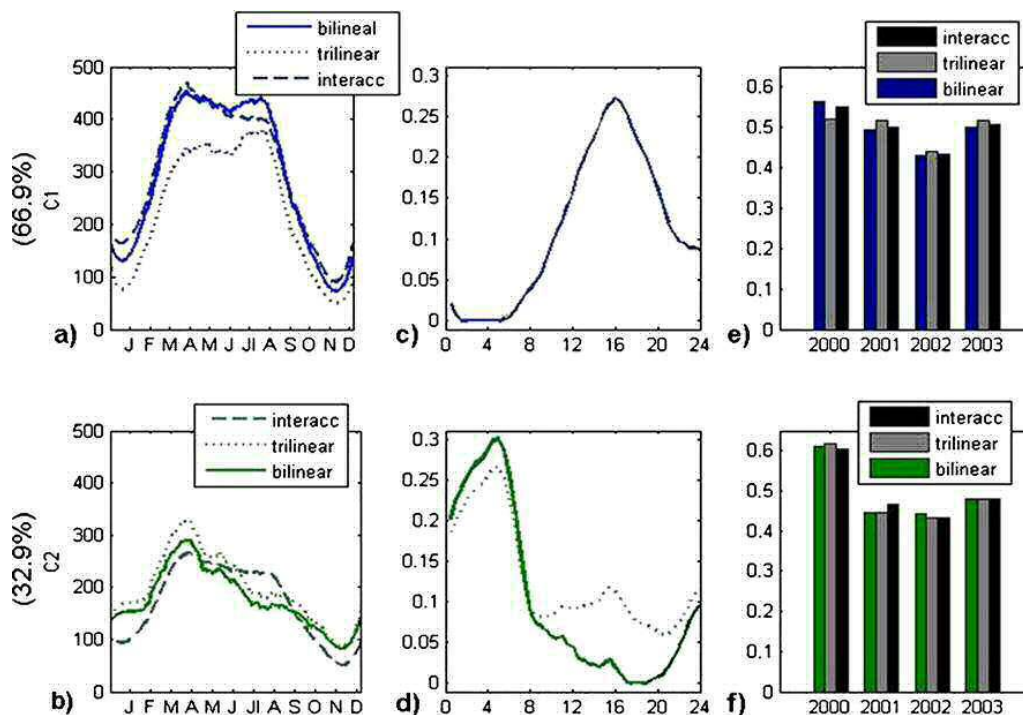 bilineal
trilinear
interacc
500
400
300
200
100
0
J F M A M J Jl A S O N D
(66.9%)
C1
a)
0.3
0.25
0.2
0.15
0.1
0.05
0
0 4 8 12 16 20 24
c)
interacc
trilinear
bilinear
0.6
0.5
0.4
0.3
0.2
0.1
0
2000 2001 2002 2003
e)
interacc
trilinear
bilinear
500
400
300
200
100
0
J F M A M J Jl A S O N D
(32.9%)
C2
b)
0.3
0.25
0.2
0.15
0.1
0.05
0
0 4 8 12 16 20 24
d)
interacc
trilinear
bilinear
0.6
0.5
0.4
0.3
0.2
0.1
0
2000 2001 2002 2003
f)